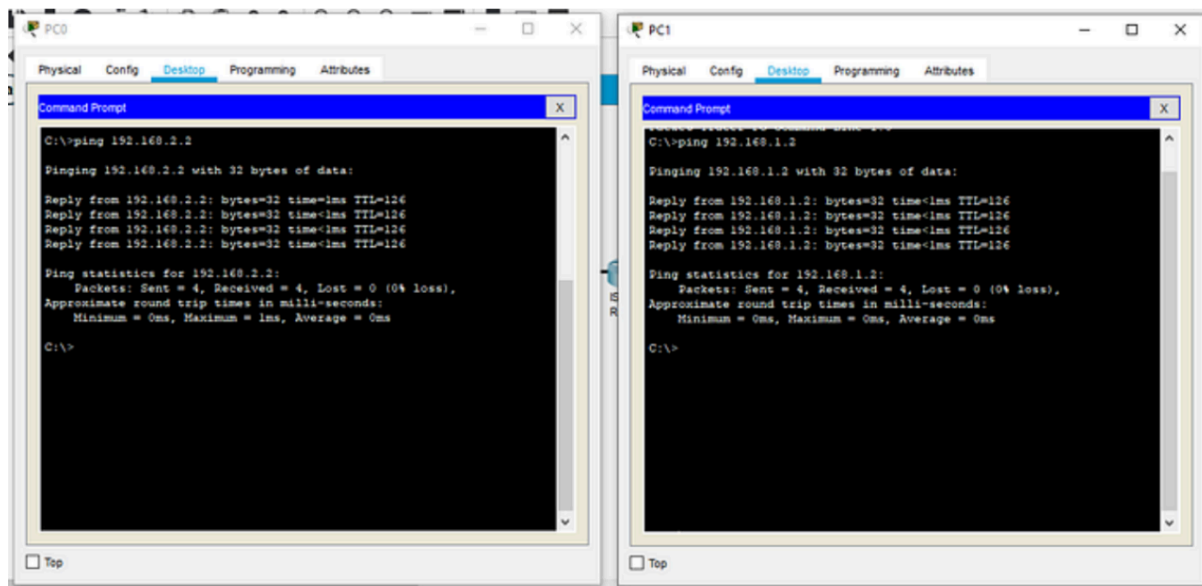 PC0
Physical Config Desktop Programming Attributes
Command Prompt
X
C:\>ping 192.168.2.2
Pinging 192.168.2.2 with 32 bytes of data:
Reply from 192.168.2.2: bytes=32 time=1ms TTL=126
Reply from 192.168.2.2: bytes=32 time<1ms TTL=126
Reply from 192.168.2.2: bytes=32 time<1ms TTL=126
Reply from 192.168.2.2: bytes=32 time<1ms TTL=126
Ping statistics for 192.168.2.2:
Packets: Sent = 4, Received = 4, Lost = 0 (0% loss),
Approximate round trip times in milli-seconds:
Minimum = 0ms, Maximum = 1ms, Average = 0ms
C:\>
Top
PC1
Physical Config Desktop Programming Attributes
Command Prompt
X
C:\>ping 192.168.1.2
Pinging 192.168.1.2 with 32 bytes of data:
Reply from 192.168.1.2: bytes=32 time<1ms TTL=126
Reply from 192.168.1.2: bytes=32 time<1ms TTL=126
Reply from 192.168.1.2: bytes=32 time<1ms TTL=126
Reply from 192.168.1.2: bytes=32 time<1ms TTL=126
Ping statistics for 192.168.1.2:
Packets: Sent = 4, Received = 4, Lost = 0 (0% loss),
Approximate round trip times in milli-seconds:
Minimum = 0ms, Maximum = 0ms, Average = 0ms
C:\>
Top